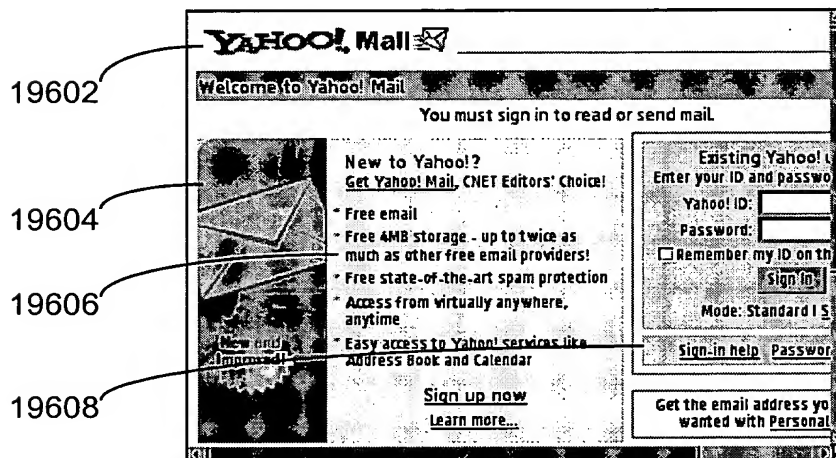 YAHOO! Mail
19602
Welcome to Yahoo! Mail
You must sign in to read or send mail.
19604
19606
19608
New and
Improved!
New to Yahoo!?
Get Yahoo! Mail, CNET Editors' Choice!
* Free email
* Free 4MB storage - up to twice as
much as other free email providers!
* Free state-of-the-art spam protection
* Access from virtually anywhere,
anytime
* Easy access to Yahoo! services like
Address Book and Calendar
Sign up now
Learn more...
Existing Yahoo! u
Enter your ID and passwo
Yahoo! ID:
Password:
Remember my ID on th
Sign In
Mode: Standard | S
Sign-in help Passwor
Get the email address yo
wanted with Personal